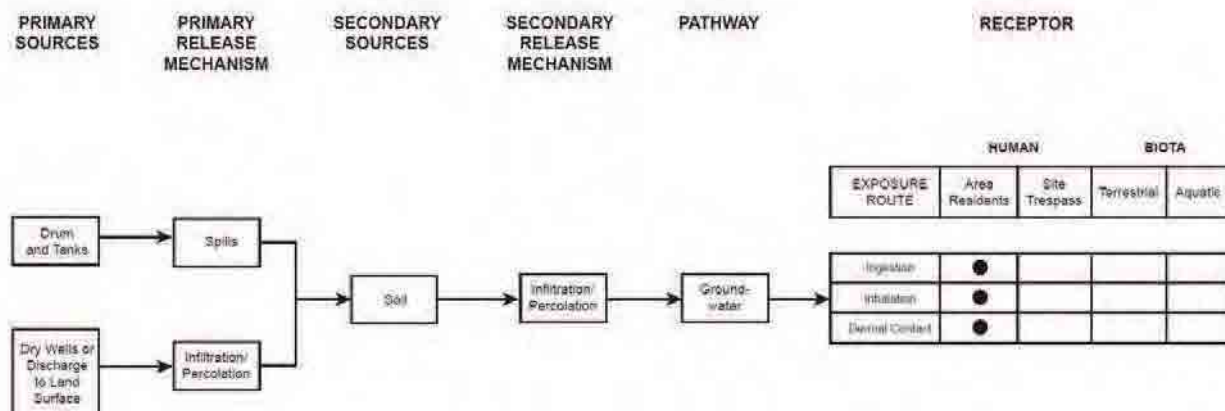 PRIMARY
SOURCES
PRIMARY
RELEASE
MECHANISM
SECONDARY
SOURCES
SECONDARY
RELEASE
MECHANISM
PATHWAY
RECEPTOR
HUMAN
BIOTA
EXPOSURE
ROUTE
Area
Residents
Site
Trespass
Terrestrial
Aquatic
Drum
and Tanks
Spills
Soil
Infiltration/
Percolation
Ground-
water
Ingestion
Inhalation
Dermal Contact
Dry Wells or
Discharge
to Land
Surface
Infiltration/
Percolation